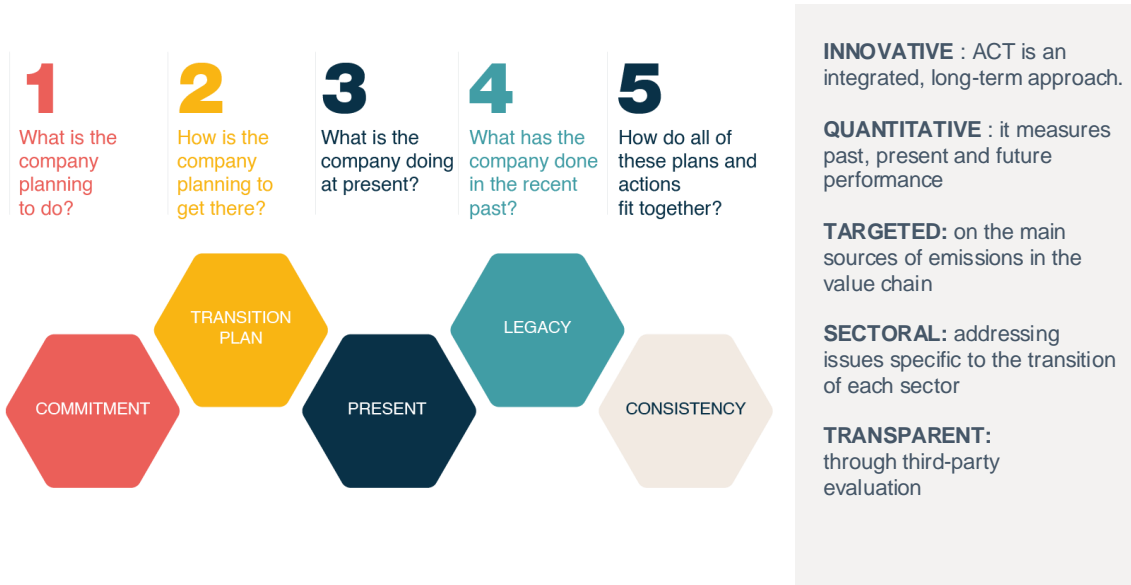 1
What is the
company
planning
to do?
2
How is the
company
planning to
get there?
3
What is the
company doing
at present?
4
What has the
company done
in the recent
past?
5
How do all of
these plans and
actions
fit together?
COMMITMENT
TRANSITION
PLAN
PRESENT
LEGACY
CONSISTENCY
INNOVATIVE : ACT is an
integrated, long-term approach.
QUANTITATIVE : it measures
past, present and future
performance
TARGETED: on the main
sources of emissions in the
value chain
SECTORAL: addressing
issues specific to the transition
of each sector
TRANSPARENT:
through third-party
evaluation